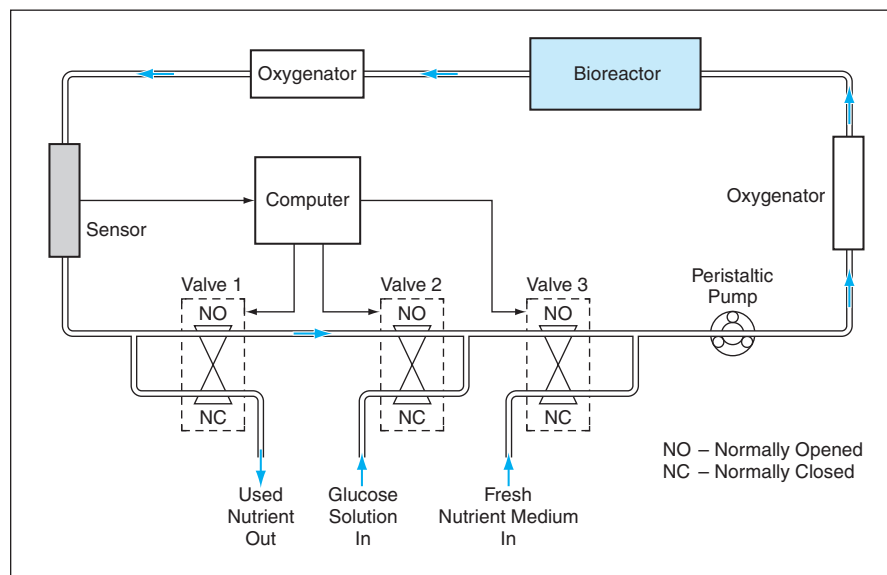 Oxygenator
Bioreactor
Computer
Sensor
Oxygenator
Peristaltic
Pump
Valve 1
Valve 2
Valve 3
NO
NO
NO
NC
NC
NC
NO – Normally Opened
NC – Normally Closed
Used
Nutrient
Out
Glucose
Solution
In
Fresh
Nutrient Medium
In